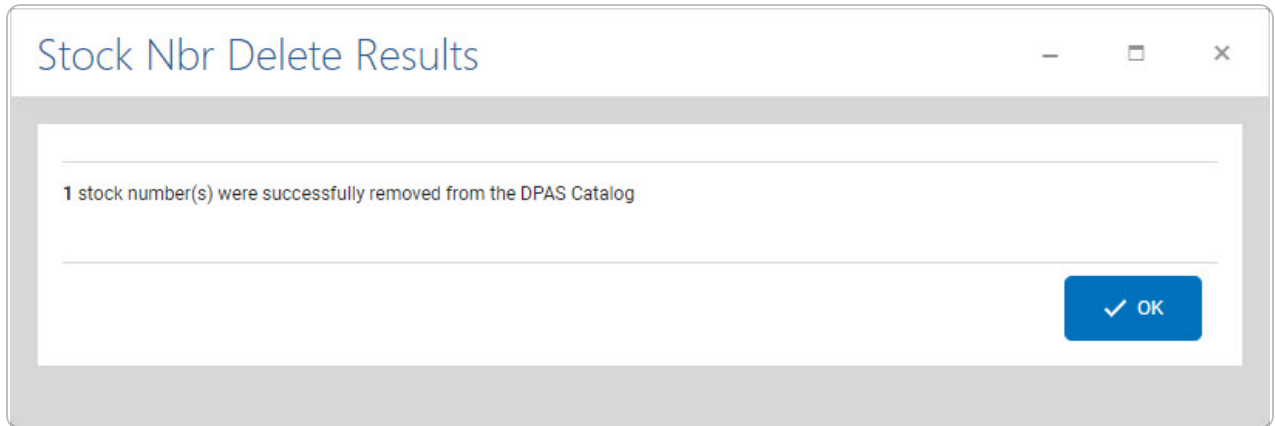 Stock Nbr Delete Results
1 stock number(s) were successfully removed from the DPAS Catalog
OK